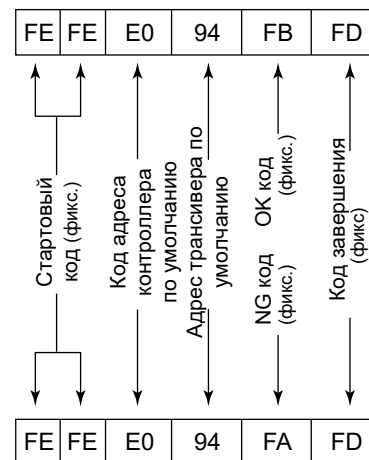 FE FE E0 94 FB FD
Стартовый
код (фикс.)
Код адреса
контроллера
по умолчанию
Адрес трансивера по
умолчанию
OK код
(фикс.)
NG код
(фикс.)
Код завершения
(фикс)
FE FE E0 94 FA FD